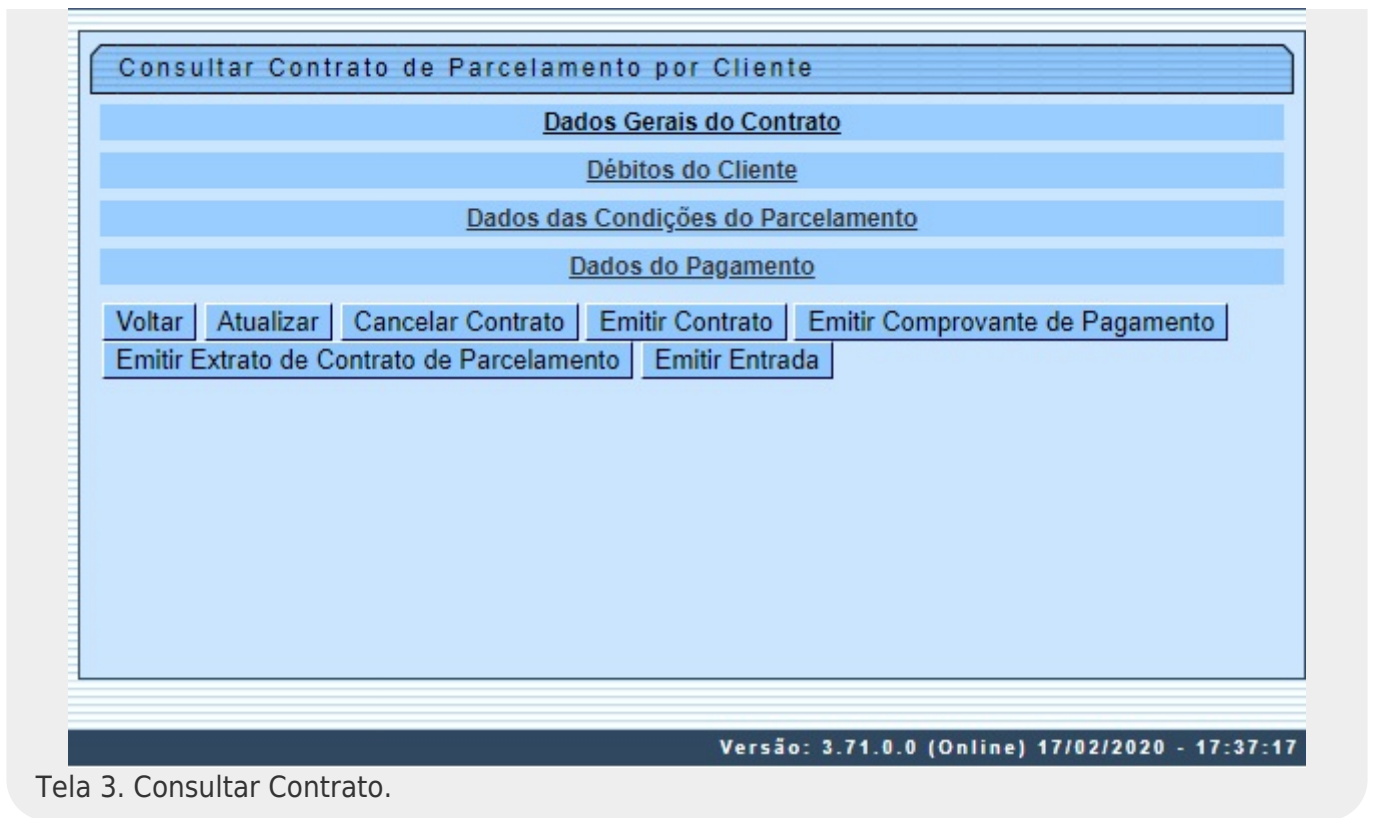 Consultar Contrato de Parcelamento por Cliente
Dados Gerais do Contrato
Débitos do Cliente
Dados das Condições do Parcelamento
Dados do Pagamento
Voltar Atualizar Cancelar Contrato Emitir Contrato Emitir Comprovante de Pagamento
Emitir Extrato de Contrato de Parcelamento Emitir Entrada
Versão: 3.71.0.0 (Online) 17/02/2020 - 17:37:17
Tela 3. Consultar Contrato.